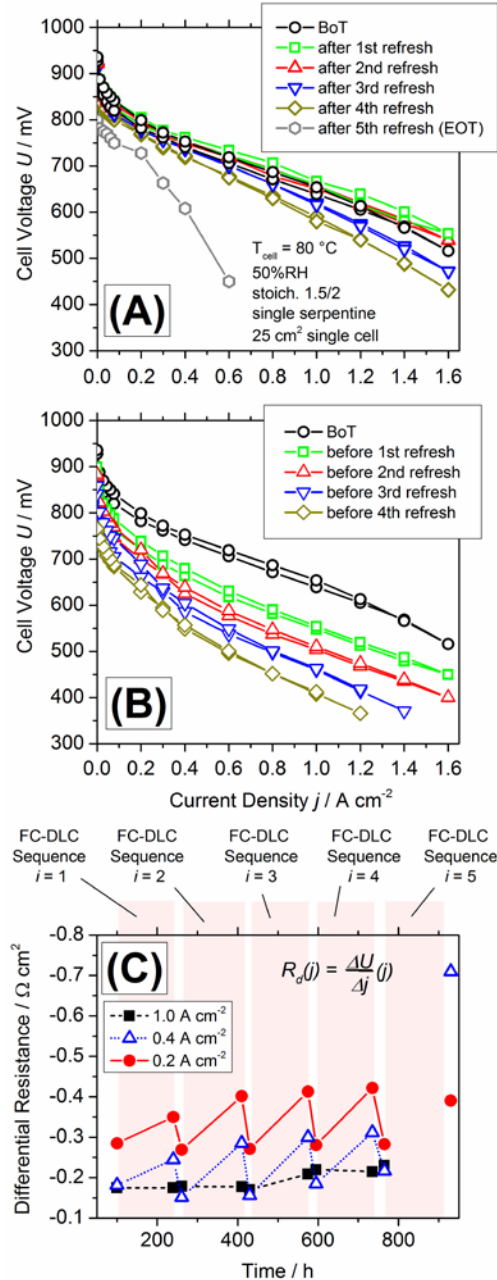 1000
900
800
700
600
500
400
300
Cell Voltage U / mV
BoT
after 1st refresh
after 2nd refresh
after 3rd refresh
after 4th refresh
after 5th refresh (EOT)
(A)
T cell = 80 °C
50%RH
stoich. 1.5/2
single serpentine
25 cm² single cell
0.0 0.2 0.4 0.6 0.8 1.0 1.2 1.4 1.6
1000
900
800
700
600
500
400
300
Cell Voltage U / mV
BoT
before 1st refresh
before 2nd refresh
before 3rd refresh
before 4th refresh
(B)
0.0 0.2 0.4 0.6 0.8 1.0 1.2 1.4 1.6
Current Density j / A cm⁻²
FC-DLC Sequence i = 1
FC-DLC Sequence i = 2
FC-DLC Sequence i = 3
FC-DLC Sequence i = 4
FC-DLC Sequence i = 5
-0.8
-0.7
-0.6
-0.5
-0.4
-0.3
-0.2
-0.1
Differential Resistance / Ω cm²
(C)
R_d(j) = ΔU/Δj (j)
1.0 A cm⁻²
0.4 A cm⁻²
0.2 A cm⁻²
200 400 600 800
Time / h